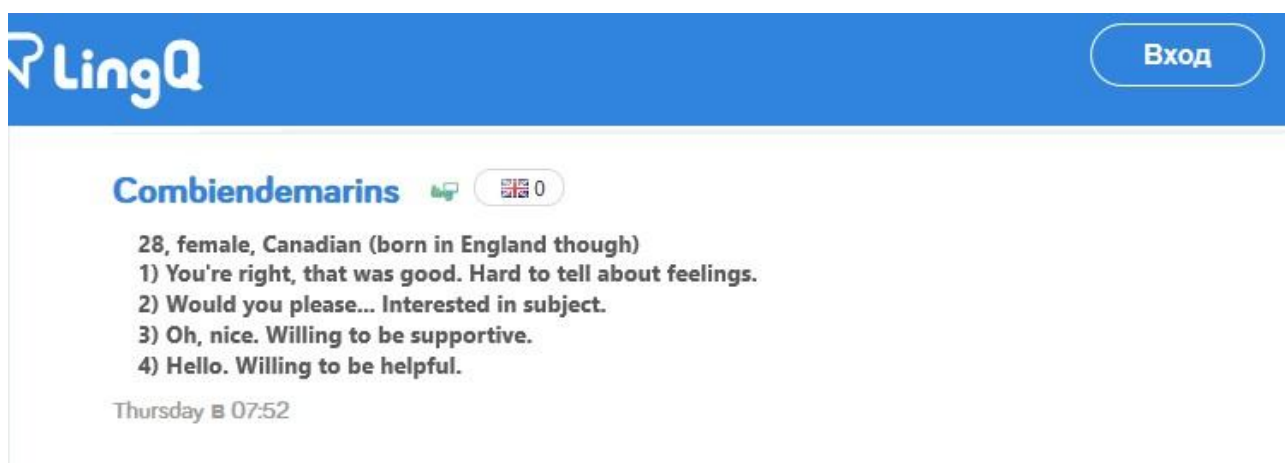 LingQ
Вход
Combiendemarins
0
28, female, Canadian (born in England though)
1) You're right, that was good. Hard to tell about feelings.
2) Would you please... Interested in subject.
3) Oh, nice. Willing to be supportive.
4) Hello. Willing to be helpful.
Thursday в 07:52